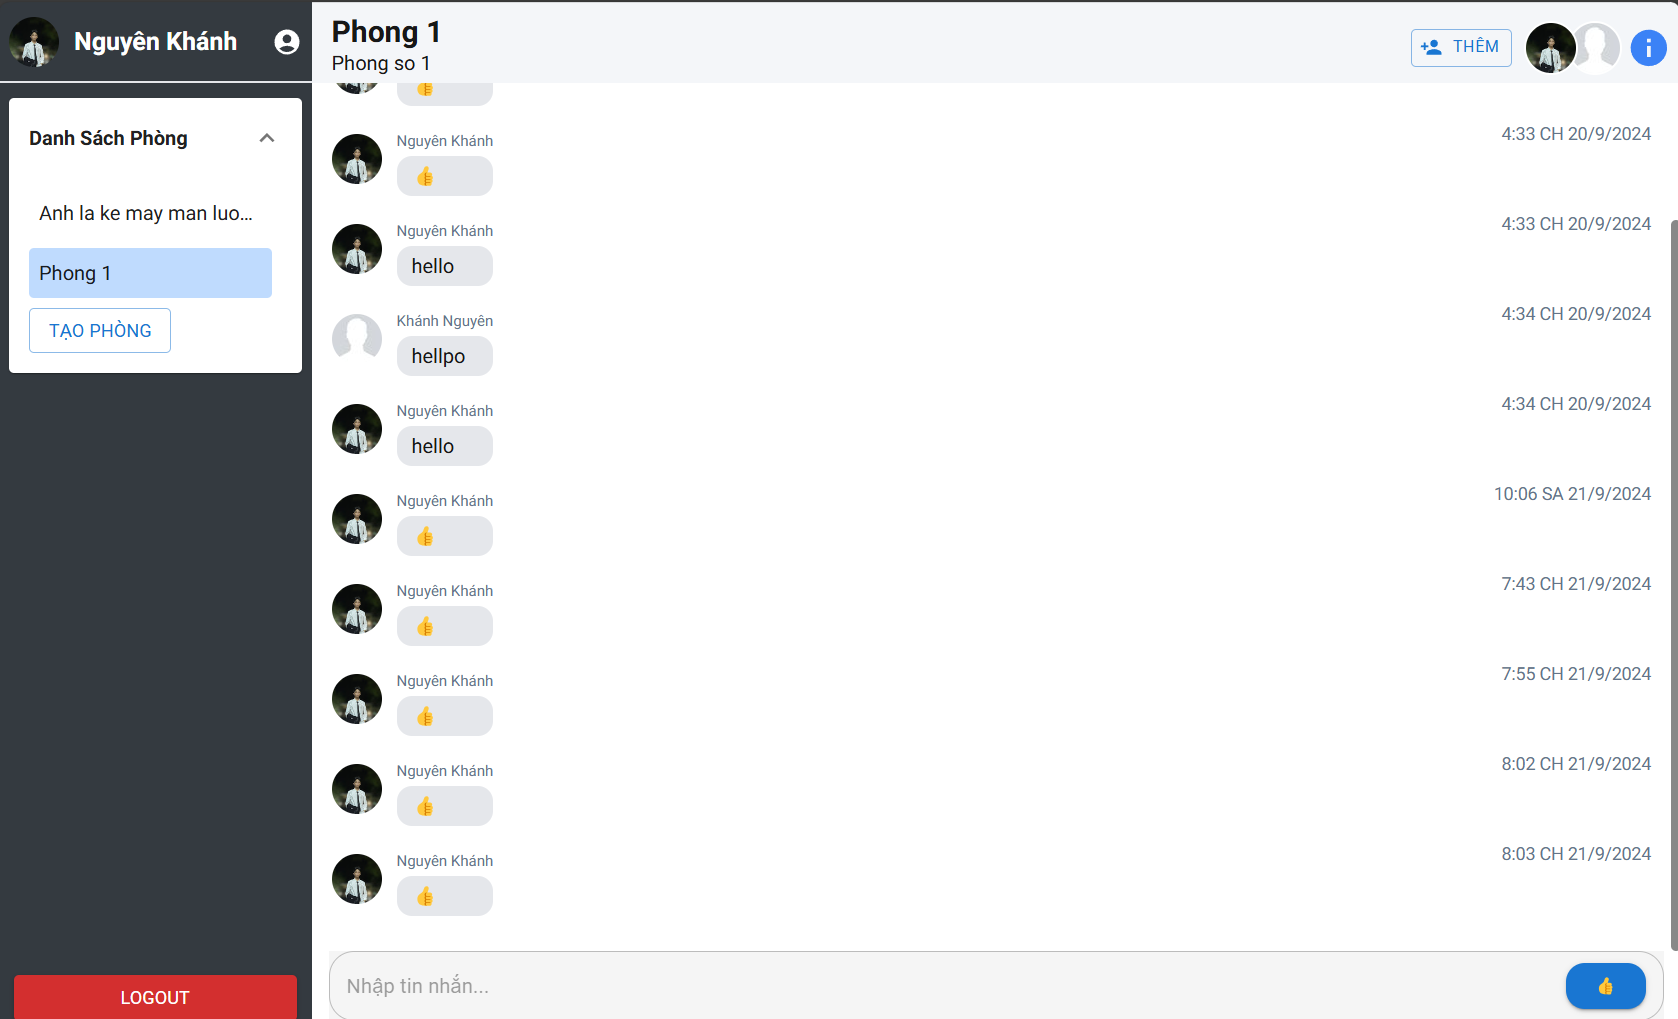 Nguyên Khánh
Danh Sách Phòng
Anh la ke may man luo...
Phong 1
TẠO PHÒNG
LOGOUT
Phong 1
Phong so 1
THÊM
👍
Nguyên Khánh
4:33 CH 20/9/2024
👍
Nguyên Khánh
4:33 CH 20/9/2024
hello
Khánh Nguyên
4:34 CH 20/9/2024
hellpo
Nguyên Khánh
4:34 CH 20/9/2024
hello
Nguyên Khánh
10:06 SA 21/9/2024
👍
Nguyên Khánh
7:43 CH 21/9/2024
👍
Nguyên Khánh
7:55 CH 21/9/2024
👍
Nguyên Khánh
8:02 CH 21/9/2024
👍
Nguyên Khánh
8:03 CH 21/9/2024
👍
Nhập tin nhắn...
👍